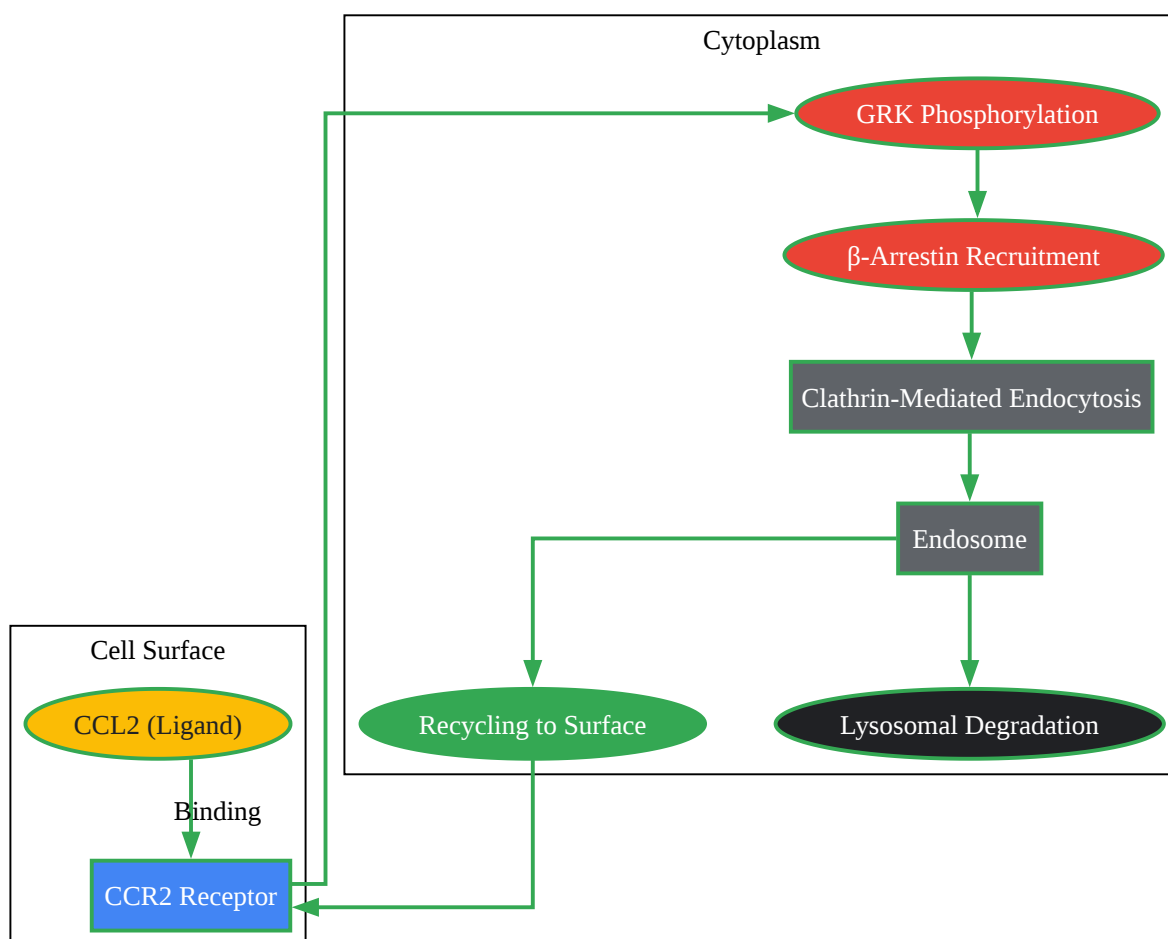 Cytoplasm
GRK Phosphorylation
β-Arrestin Recruitment
Clathrin-Mediated Endocytosis
Endosome
Cell Surface
CCL2 (Ligand)
Recycling to Surface
Lysosomal Degradation
Binding
CCR2 Receptor